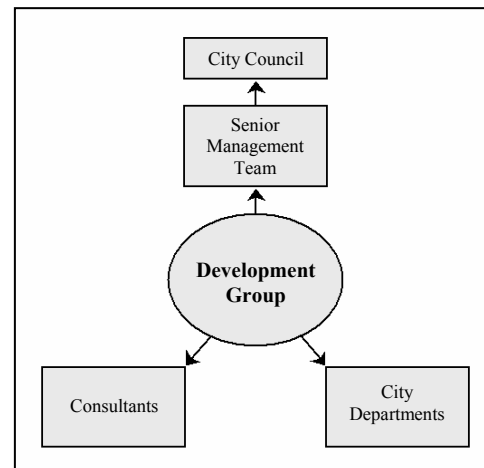 City Council
Senior
Management
Team
Development
Group
Consultants
City
Departments